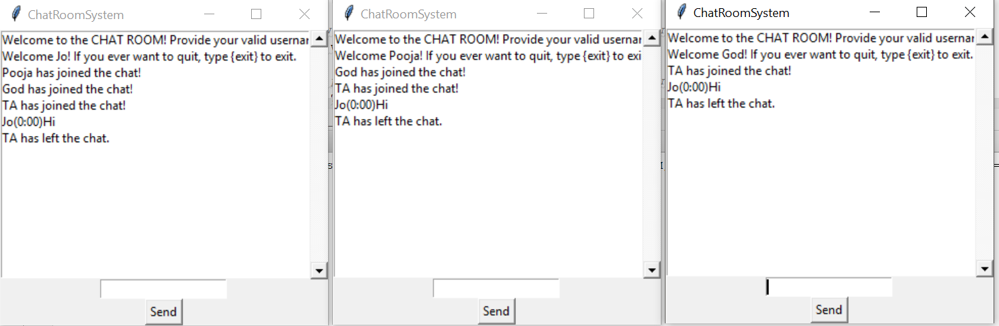 ChatRoomSystem
Welcome to the CHAT ROOM! Provide your valid
Welcome Jo! If you ever want to quit, type {exit} to exit.
Pooja has joined the chat!
God has joined the chat!
TA has joined the chat!
Jo(0:00)Hi
TA has left the chat.
Send
ChatRoomSystem
Welcome to the CHAT ROOM! Provide your valid
Welcome Pooja! If you ever want to quit, type {exit} to exi
God has joined the chat!
TA has joined the chat!
Jo(0:00)Hi
TA has left the chat.
Send
ChatRoomSystem
Welcome to the CHAT ROOM! Provide your valid
Welcome God! If you ever want to quit, type {exit} to exit.
TA has joined the chat!
Jo(0:00)Hi
TA has left the chat.
Send